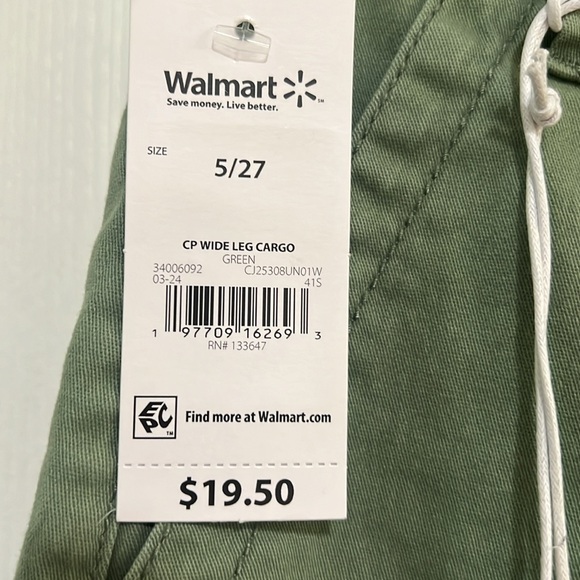 Walmart
Save money. Live better.
SIZE
5/27
CP WIDE LEG CARGO
GREEN
34006092 CJ25308UN01W
03-24 41S
1 97709 16269 3
RN# 133647
EPC TM
Find more at Walmart.com
$19.50